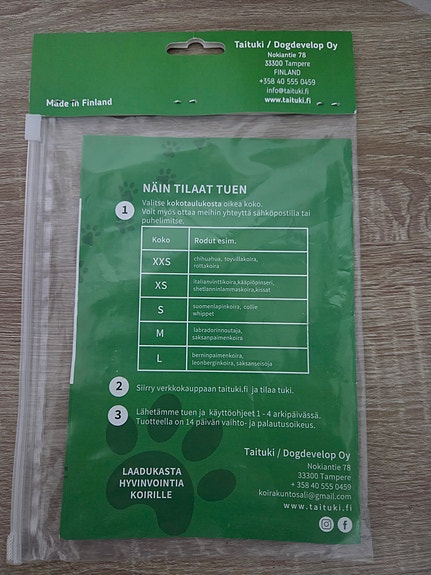 Taituki / Dogdevelop Oy
Nokiantie 78
33300 Tampere
FINLAND
+358 40 555 0459
info@taituki.fi
www.taituki.fi
Made in Finland
NÄIN TILAAT TUEN
1
Valitse kokotaulukosta oikea koko.
Voit myös ottaa meihin yhteyttä sähköpostilla tai
puhelimitse.
Koko Rodut esim.
XXS chihuahua, toyvillakoira,
rottakoira
XS italianvinttikoira,kääpiöpinseri,
shetlanninlammaskoira,kissat
S suomenlapinkoira, collie
whippet
M labradorinnoutaja,
saksanpaimenkoira
L berninpaimenkoira,
leonberginkoira, saksanseisoja
2 Siirry verkkokauppaan taituki.fi ja tilaa tuki.
3 Lähetämme tuen ja käyttöohjeet 1 - 4 arkipäivässä.
Tuotteella on 14 päivän vaihto- ja palautusoikeus.
LAADUKASTA
HYVINVOINTIA
KOIRILLE
Taituki / Dogdevelop Oy
Nokiantie 78
33300 Tampere
+ 358 40 555 0459
koirakuntosali@gmail.com
www.taituki.fi